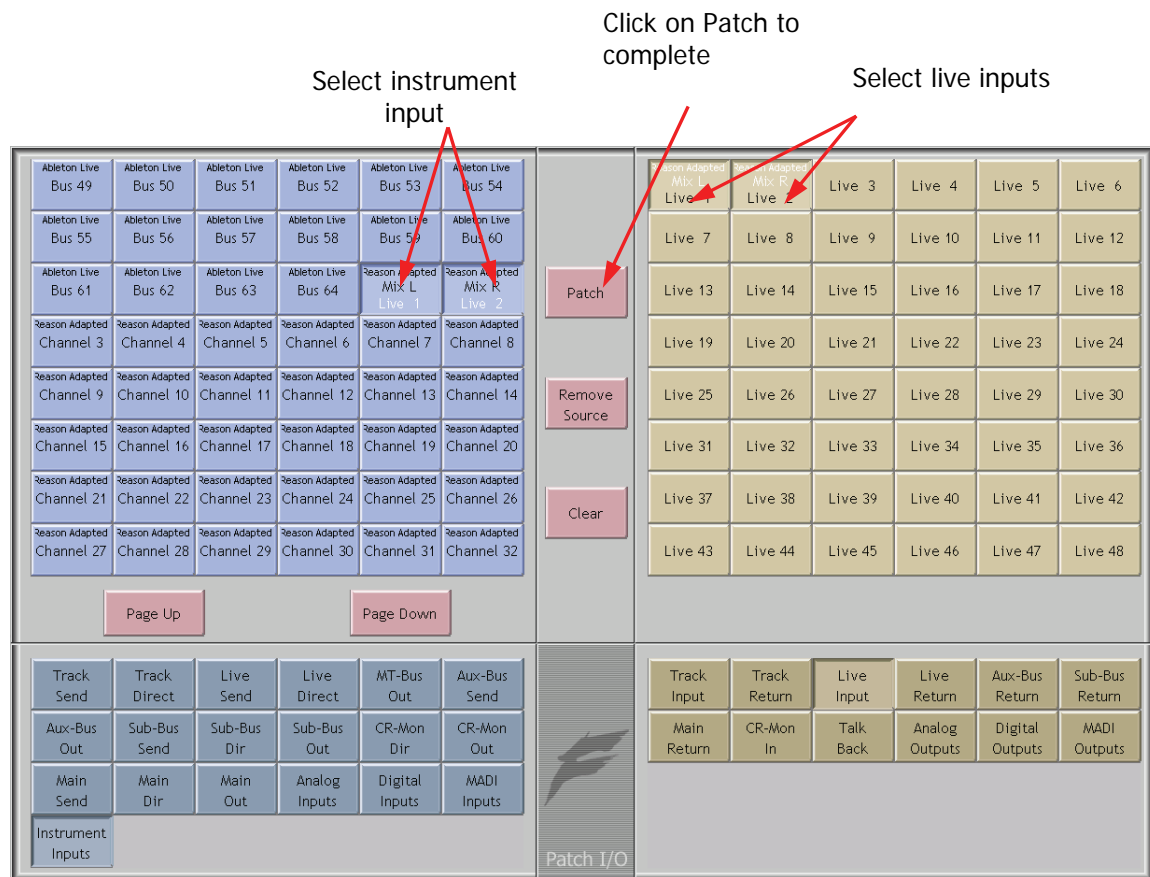 Click on Patch to
complete
Select instrument
input
Select live inputs
Ableton Live Ableton Live Ableton Live Ableton Live Ableton Live Ableton Live
Bus 49 Bus 50 Bus 51 Bus 52 Bus 53 Bus 54
Ableton Live Ableton Live Ableton Live Ableton Live Ableton Live Ableton Live
Bus 55 Bus 56 Bus 57 Bus 58 Bus 59 Bus 60
Ableton Live Ableton Live Ableton Live Ableton Live Reason Adapted Reason Adapted
Bus 61 Bus 62 Bus 63 Bus 64 Mix L Mix R
Live 1 Live 2
Reason Adapted Reason Adapted Reason Adapted Reason Adapted Reason Adapted Reason Adapted
Channel 3 Channel 4 Channel 5 Channel 6 Channel 7 Channel 8
Reason Adapted Reason Adapted Reason Adapted Reason Adapted Reason Adapted Reason Adapted
Channel 9 Channel 10 Channel 11 Channel 12 Channel 13 Channel 14
Reason Adapted Reason Adapted Reason Adapted Reason Adapted Reason Adapted Reason Adapted
Channel 15 Channel 16 Channel 17 Channel 18 Channel 19 Channel 20
Reason Adapted Reason Adapted Reason Adapted Reason Adapted Reason Adapted Reason Adapted
Channel 21 Channel 22 Channel 23 Channel 24 Channel 25 Channel 26
Reason Adapted Reason Adapted Reason Adapted Reason Adapted Reason Adapted Reason Adapted
Channel 27 Channel 28 Channel 29 Channel 30 Channel 31 Channel 32
Page Up Page Down
Patch
Remove
Source
Clear
Reason Adapted Reason Adapted
Mix L Mix R
Live 1 Live 2 Live 3 Live 4 Live 5 Live 6
Live 7 Live 8 Live 9 Live 10 Live 11 Live 12
Live 13 Live 14 Live 15 Live 16 Live 17 Live 18
Live 19 Live 20 Live 21 Live 22 Live 23 Live 24
Live 25 Live 26 Live 27 Live 28 Live 29 Live 30
Live 31 Live 32 Live 33 Live 34 Live 35 Live 36
Live 37 Live 38 Live 39 Live 40 Live 41 Live 42
Live 43 Live 44 Live 45 Live 46 Live 47 Live 48
Track Track Live Live MT-Bus Aux-Bus
Send Direct Send Direct Out Send
Aux-Bus Sub-Bus Sub-Bus Sub-Bus CR-Mon CR-Mon
Out Send Dir Out Dir Out
Main Main Main Analog Digital MADI
Send Dir Out Inputs Inputs Inputs
Instrument
Inputs
Patch I/O
Track Track Live Live Aux-Bus Sub-Bus
Input Return Input Return Return Return
Main CR-Mon Talk Analog Digital MADI
Return In Back Outputs Outputs Outputs